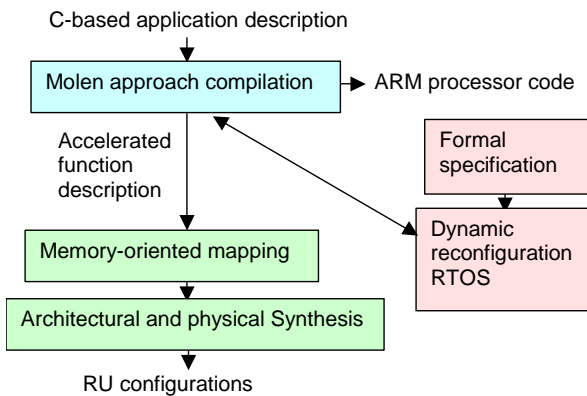 C-based application description
Molen approach compilation
ARM processor code
Accelerated
function
description
Formal
specification
Dynamic
reconfiguration
RTOS
Memory-oriented mapping
Architectural and physical Synthesis
RU configurations